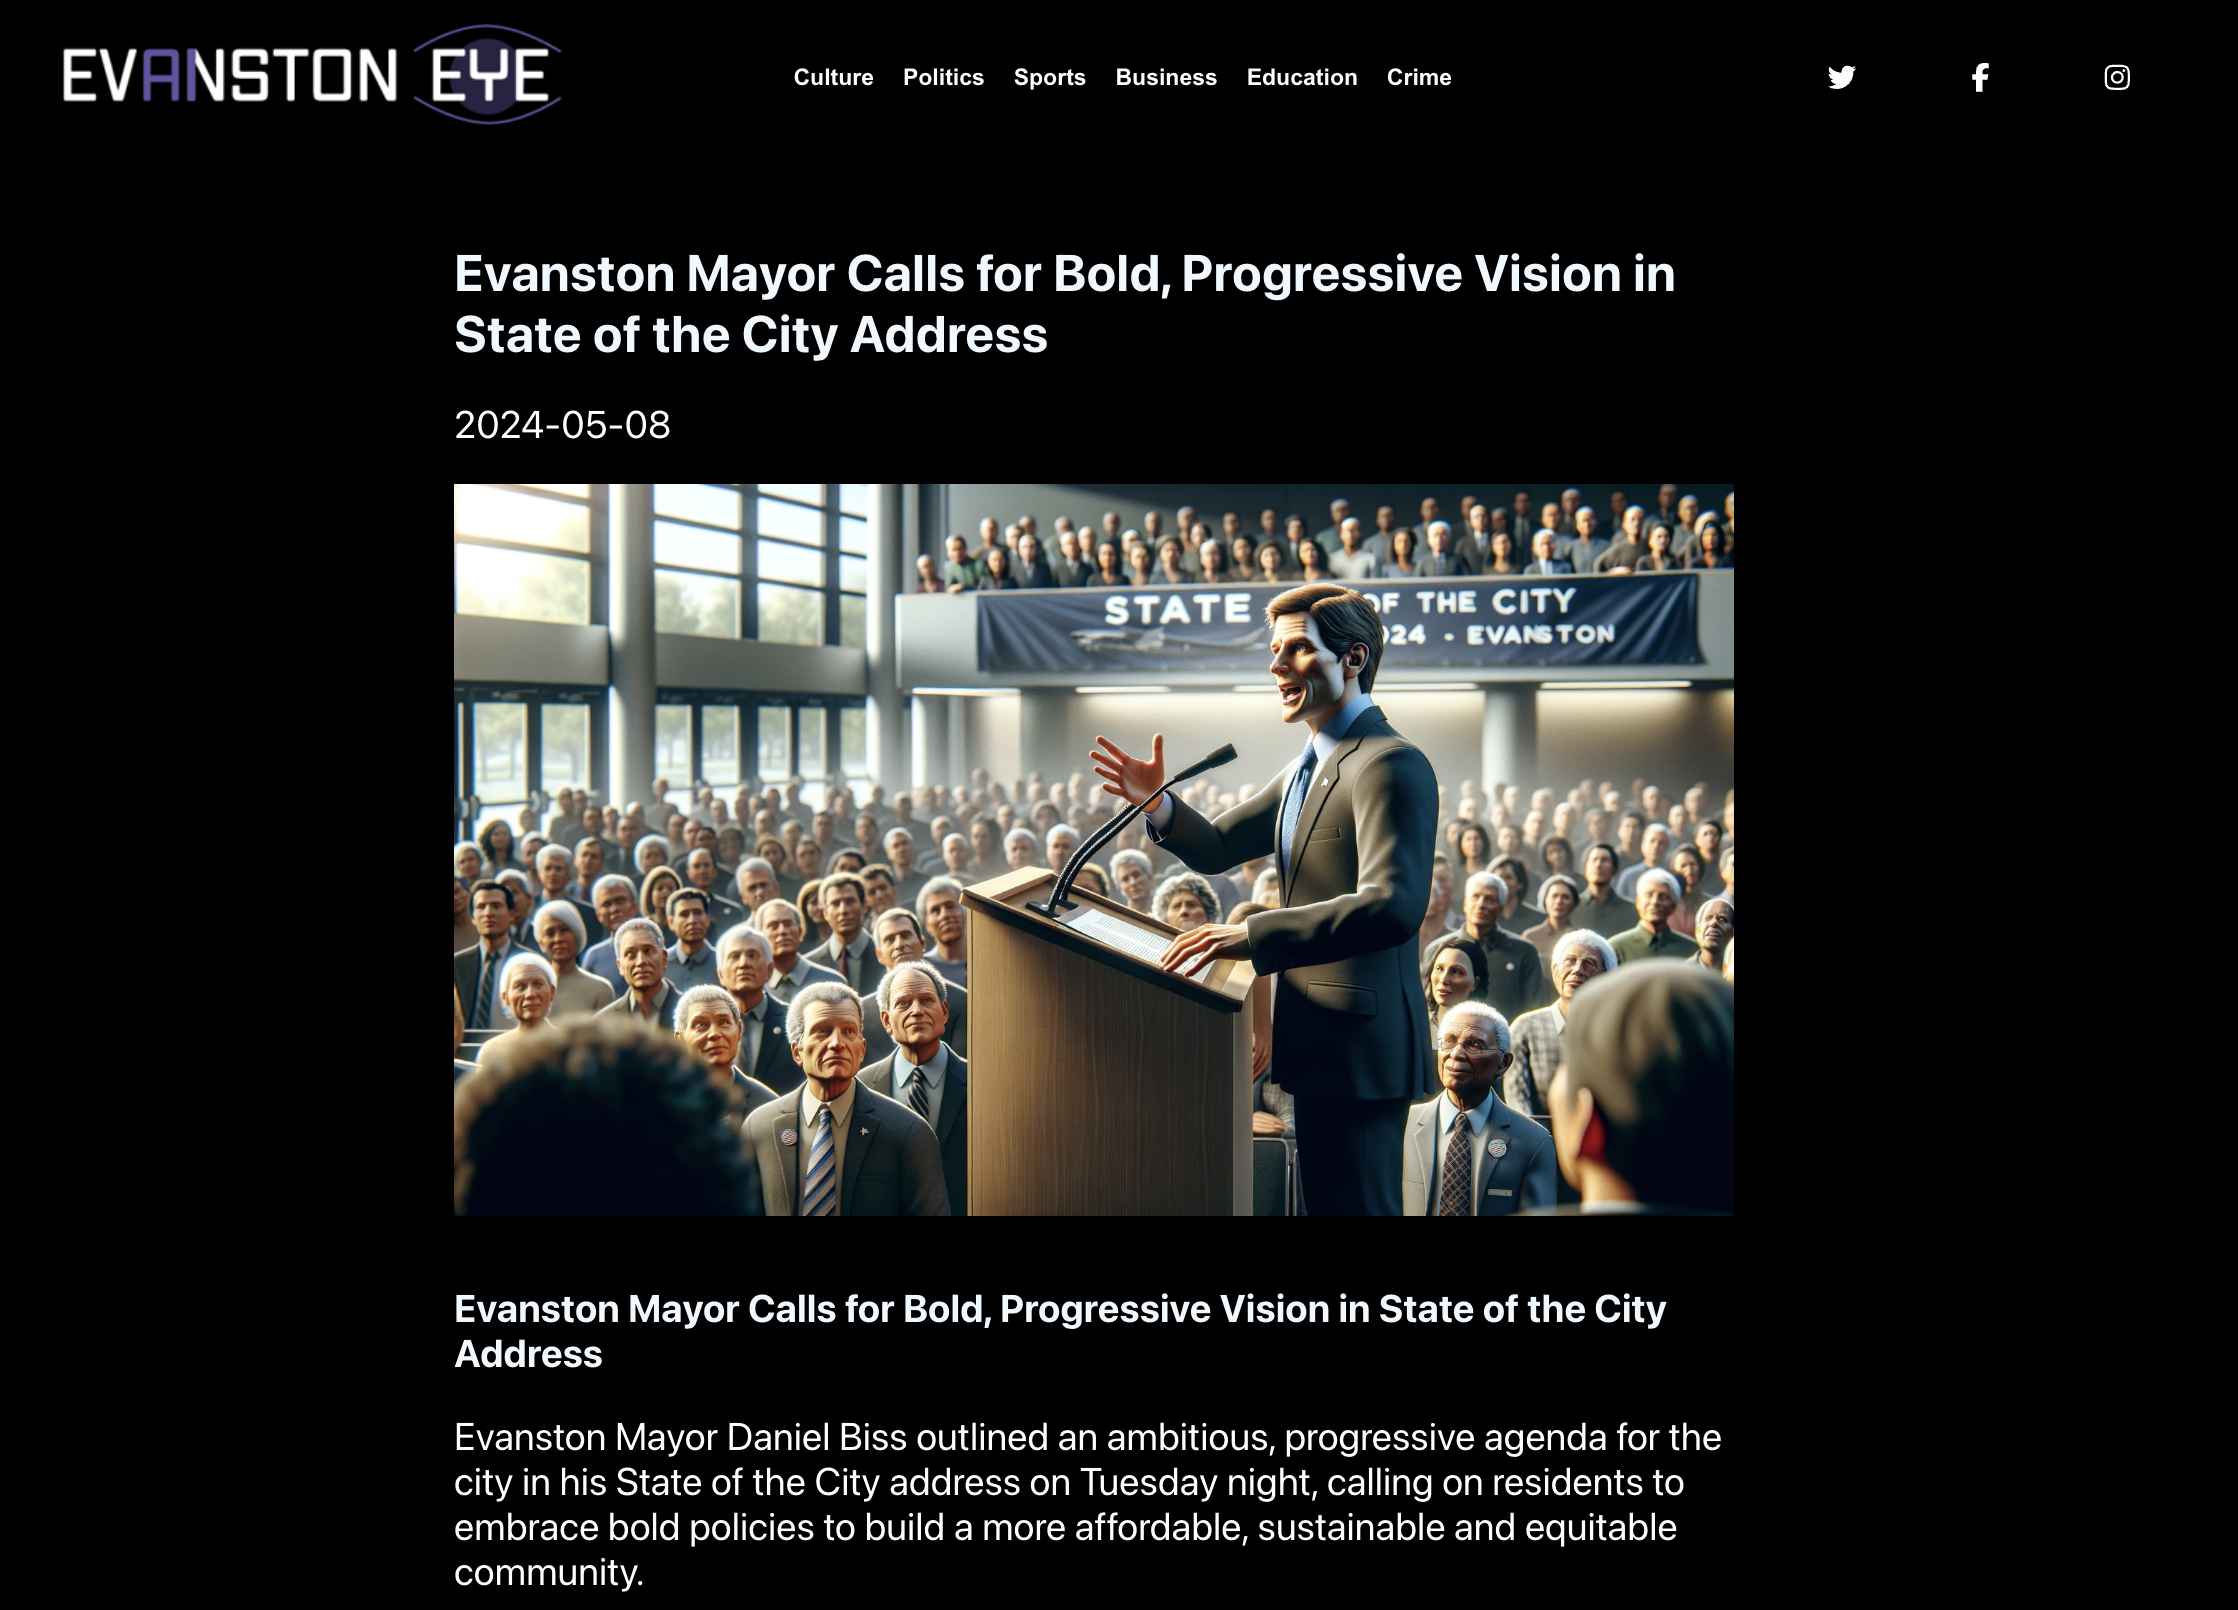 EVANSTON EYE
Culture Politics Sports Business Education Crime
Evanston Mayor Calls for Bold, Progressive Vision in
State of the City Address
2024-05-08
STATE OF THE CITY
24 - EVANSTON
Evanston Mayor Calls for Bold, Progressive Vision in State of the City
Address
Evanston Mayor Daniel Biss outlined an ambitious, progressive agenda for the
city in his State of the City address on Tuesday night, calling on residents to
embrace bold policies to build a more affordable, sustainable and equitable
community.